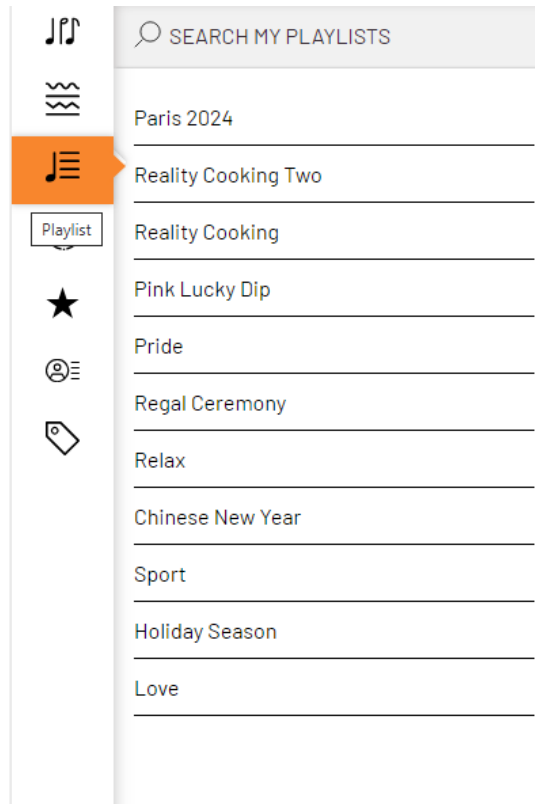 SEARCH MY PLAYLISTS
Paris 2024
Reality Cooking Two
Reality Cooking
Playlist
Pink Lucky Dip
Pride
Regal Ceremony
Relax
Chinese New Year
Sport
Holiday Season
Love